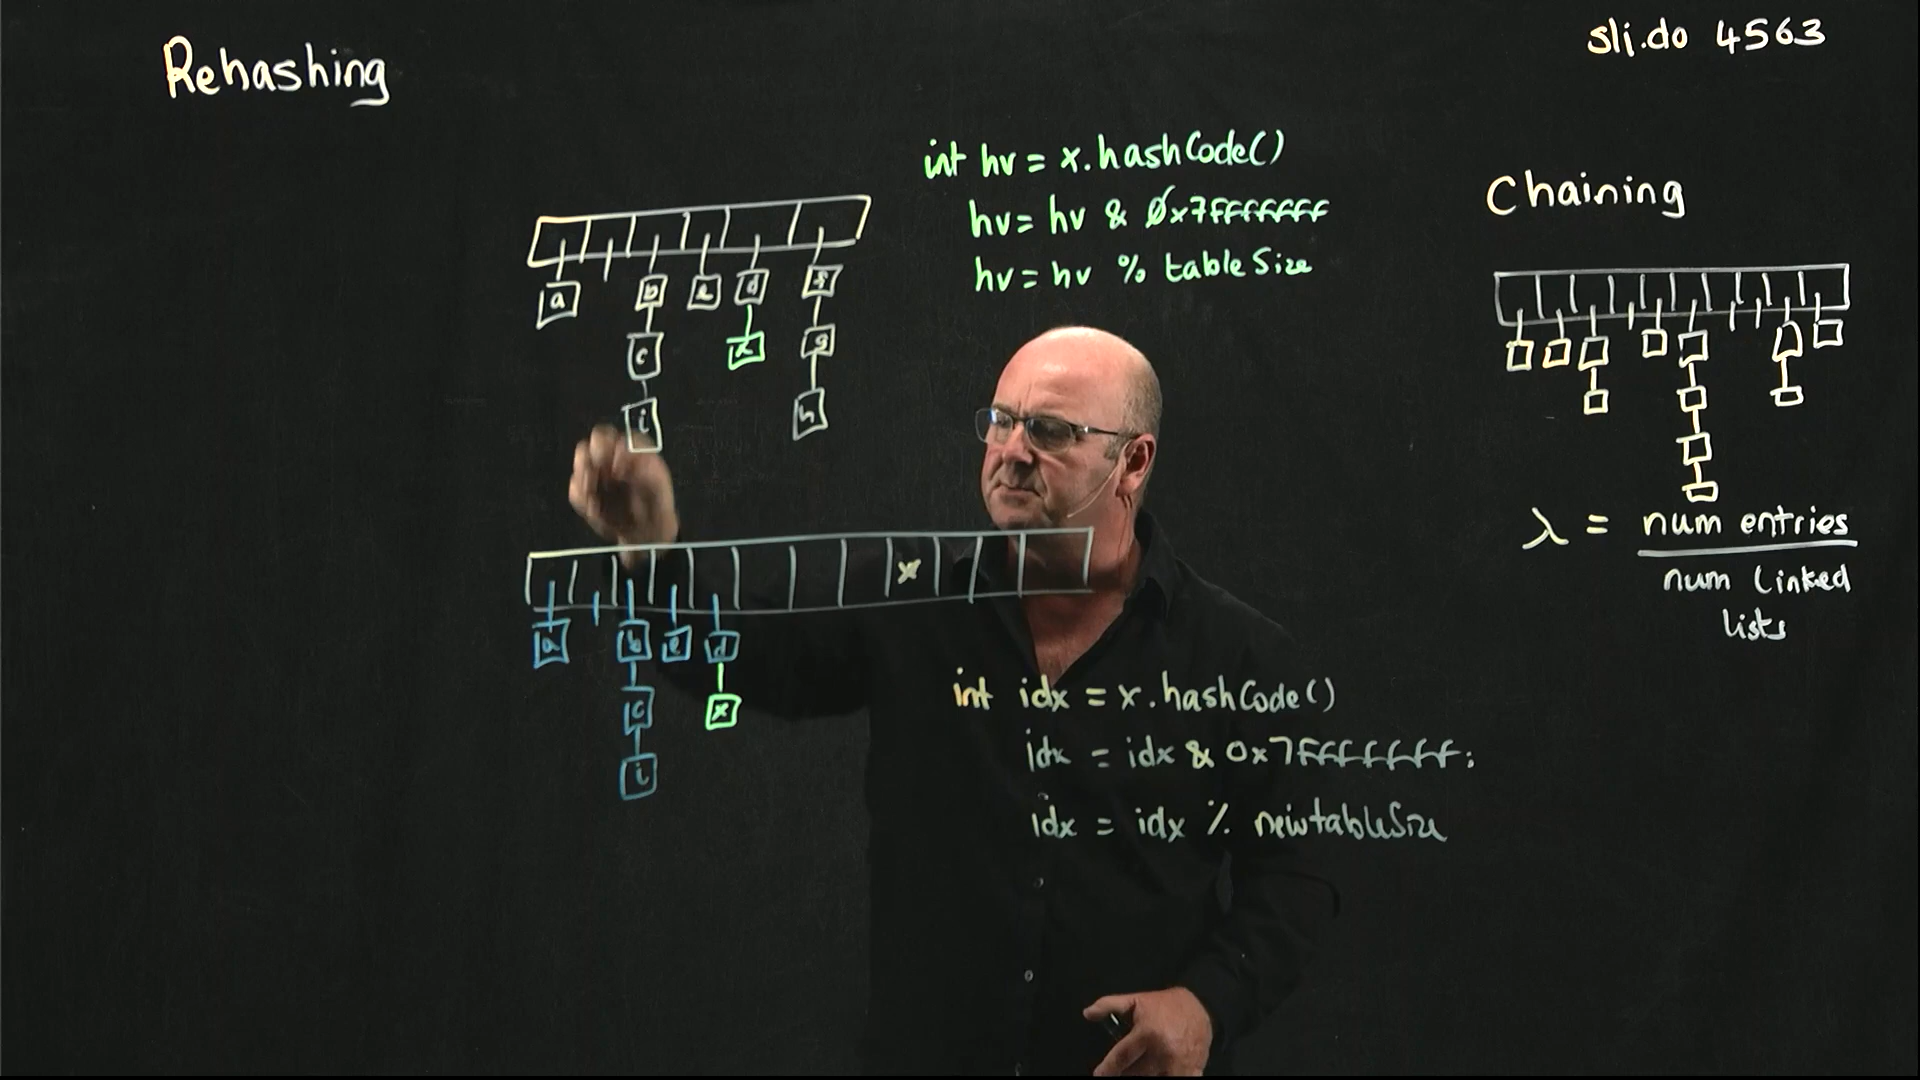 Rehashing
sli.do 4563
int hv = x.hashCode()
hv = hv & 0x7fffffff
hv = hv % tableSize
Chaining
a b e d f
c x g
i h
λ = num entries
num linked
lists
x
a b e d
c x
i
int idx = x.hashCode()
idx = idx & 0x7fffffff;
idx = idx % newtableSize